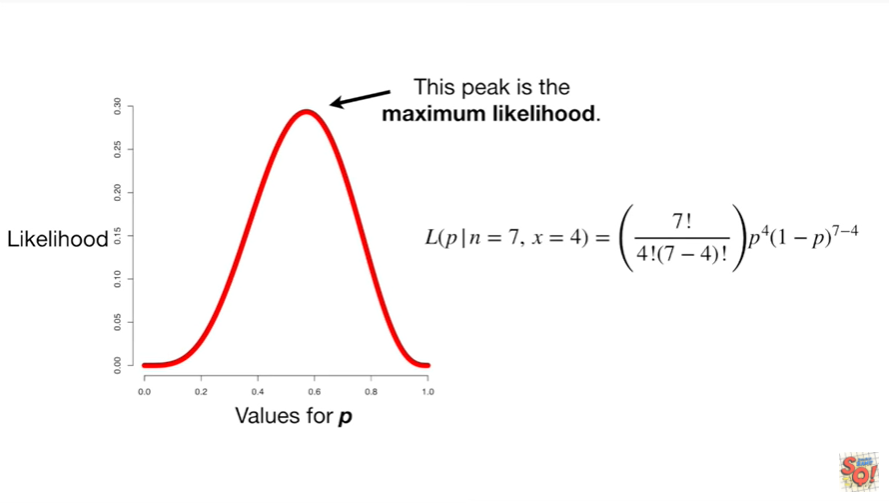 This peak is the
maximum likelihood.
0.30
0.25
0.20
Likelihood
0.15
0.10
0.05
0.00
L(p|n = 7, x = 4) = (7! / 4!(7 − 4)!) p⁴(1 − p)⁷⁻⁴
0.0 0.2 0.4 0.6 0.8 1.0
Values for p
SQ!